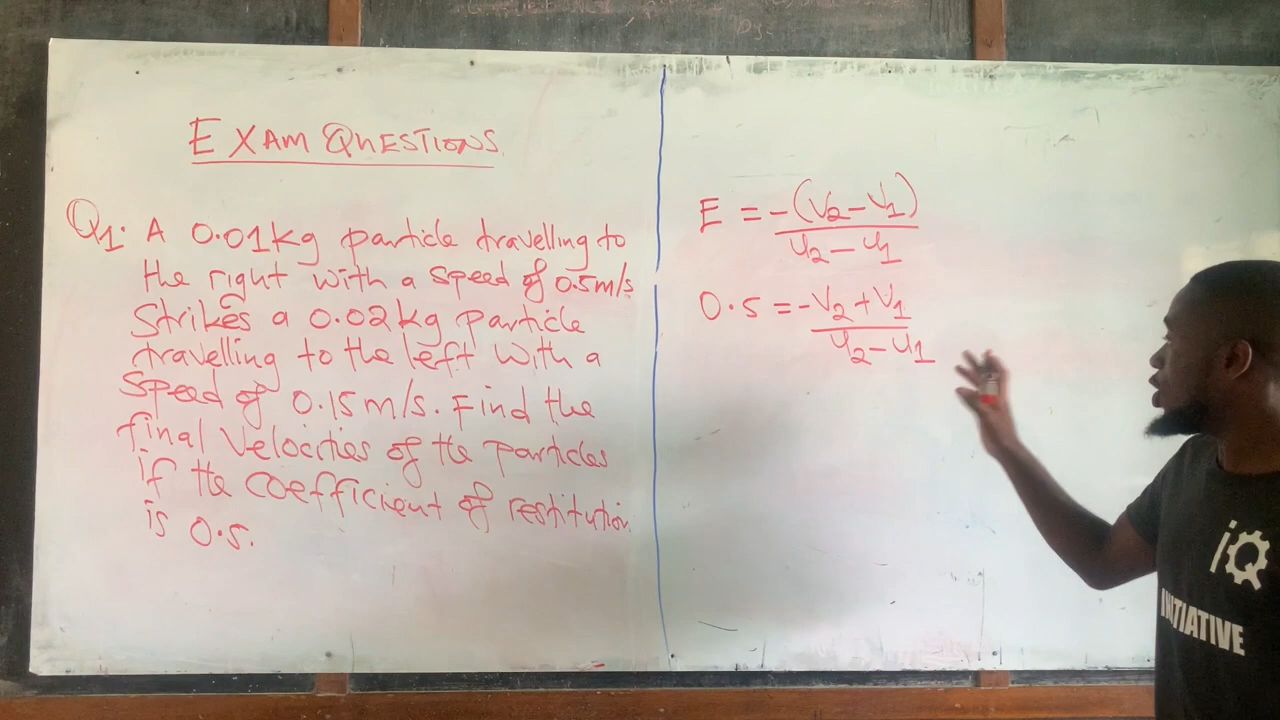 EXAM QUESTIONS
Q1. A 0.01kg particle travelling to
the right with a speed of 0.5m/s
Strikes a 0.02kg particle
travelling to the left with a
speed of 0.15m/s. Find the
final velocities of the particles
if the coefficient of restitution
is 0.5.
E = -(V2-V1)
u2-u1
0.5 = -V2+V1
u2-u1
iQ
INITIATIVE